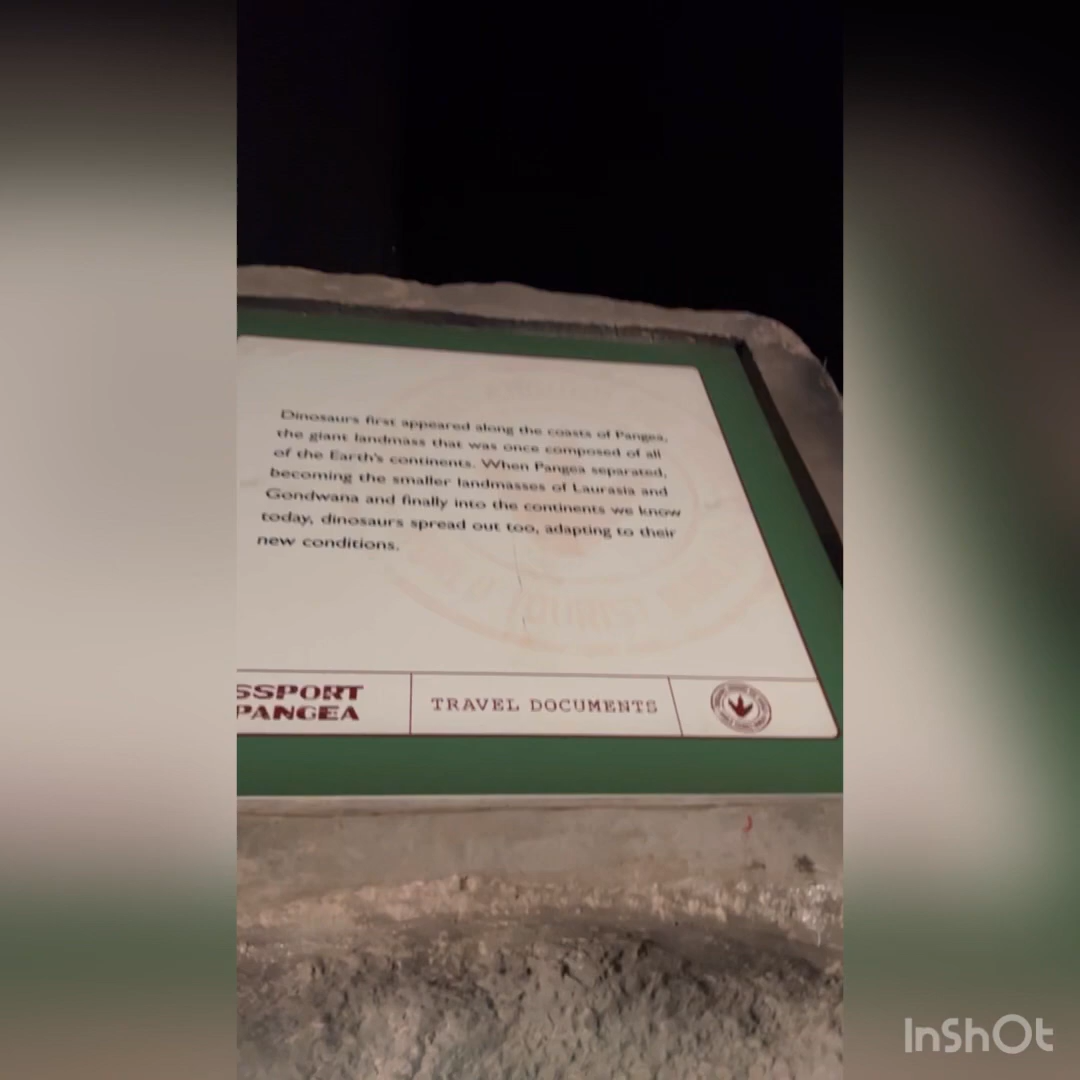 Dinosaurs first appeared along the coasts of Pangea,
the giant landmass that was once composed of all
of the Earth's continents. When Pangea separated,
becoming the smaller landmasses of Laurasia and
Gondwana and finally into the continents we know
today, dinosaurs spread out too, adapting to their
new conditions.
SSPORT
PANGEA
TRAVEL DOCUMENTS
InShOt